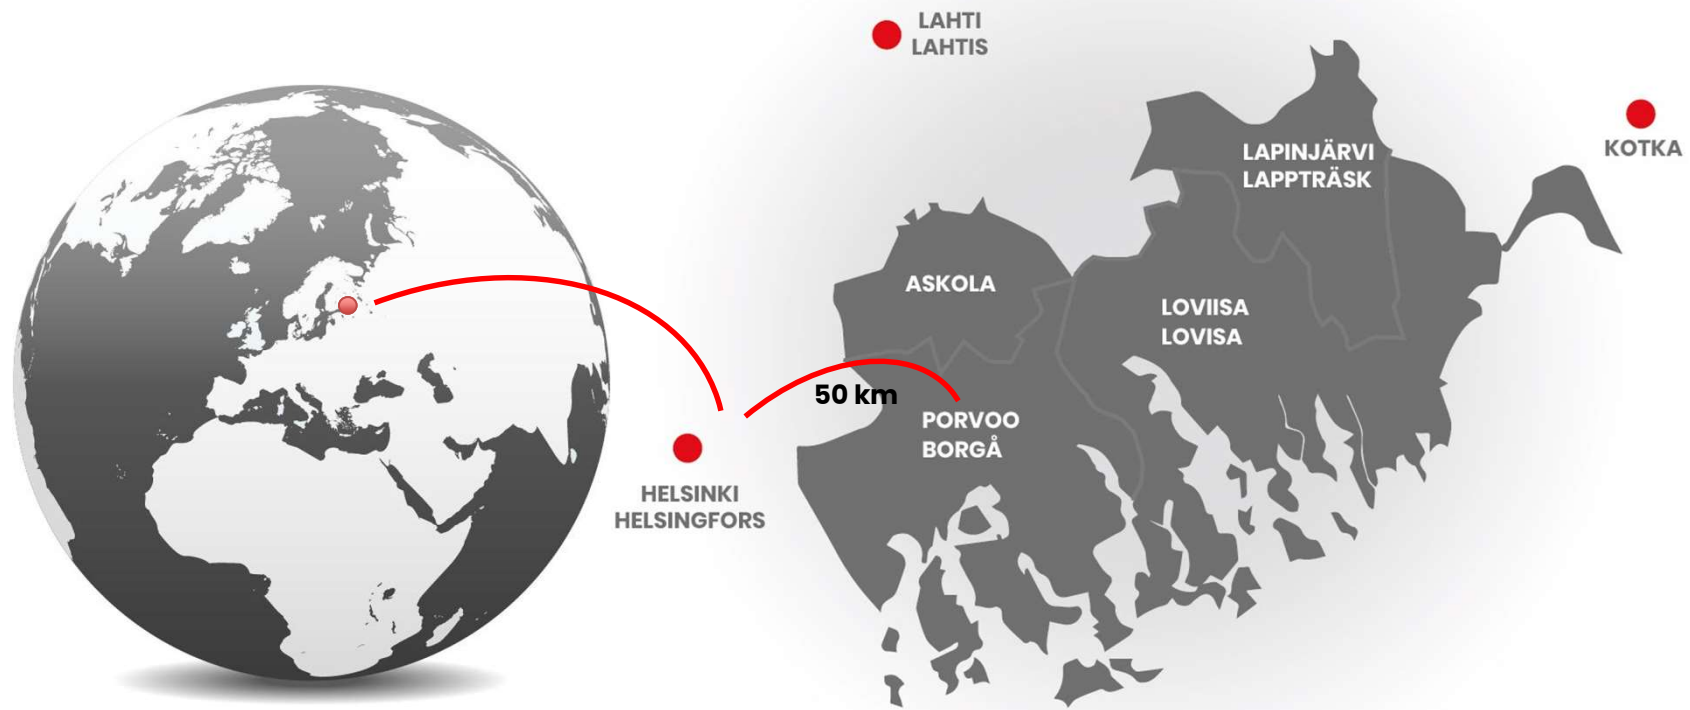 LAHTI
LAHTIS
KOTKA
LAPINJÄRVI
LAPPTRÄSK
ASKOLA
LOVIISA
LOVISA
50 km
PORVOO
BORGÅ
HELSINKI
HELSINGFORS